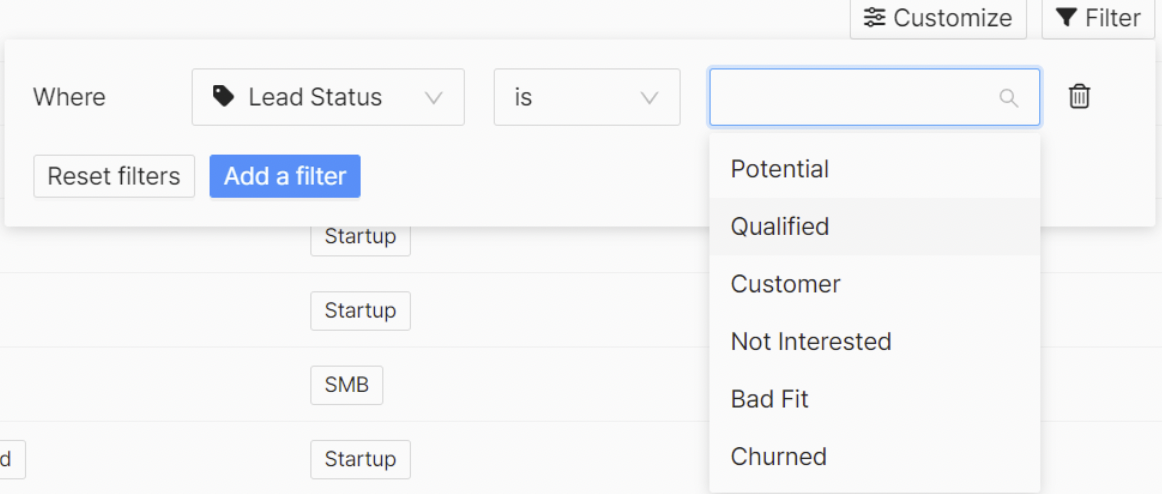 Customize Filter
Where Lead Status is
Potential
Reset filters Add a filter
Qualified
Startup
Customer
Startup
Not Interested
SMB
Bad Fit
d Startup
Churned